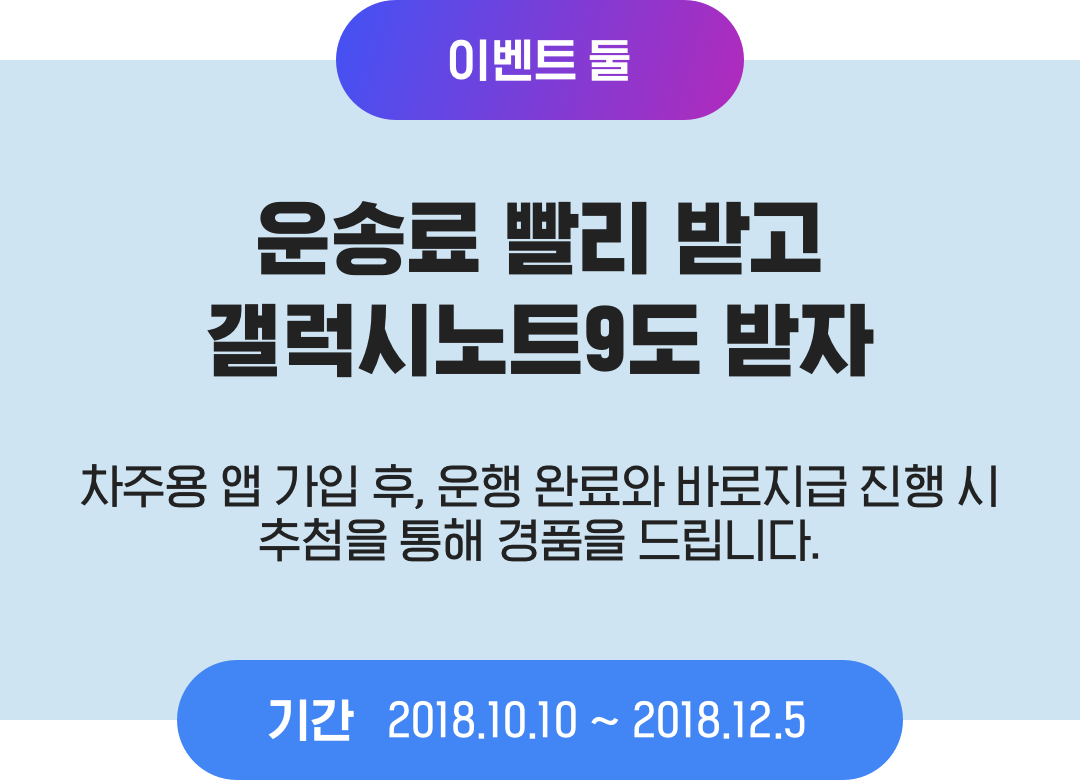 이벤트 둘
운송료 빨리 받고
갤럭시노트9도 받자
차주용 앱 가입 후, 운행 완료와 바로지급 진행 시
추첨을 통해 경품을 드립니다.
기간 2018.10.10 ~ 2018.12.5